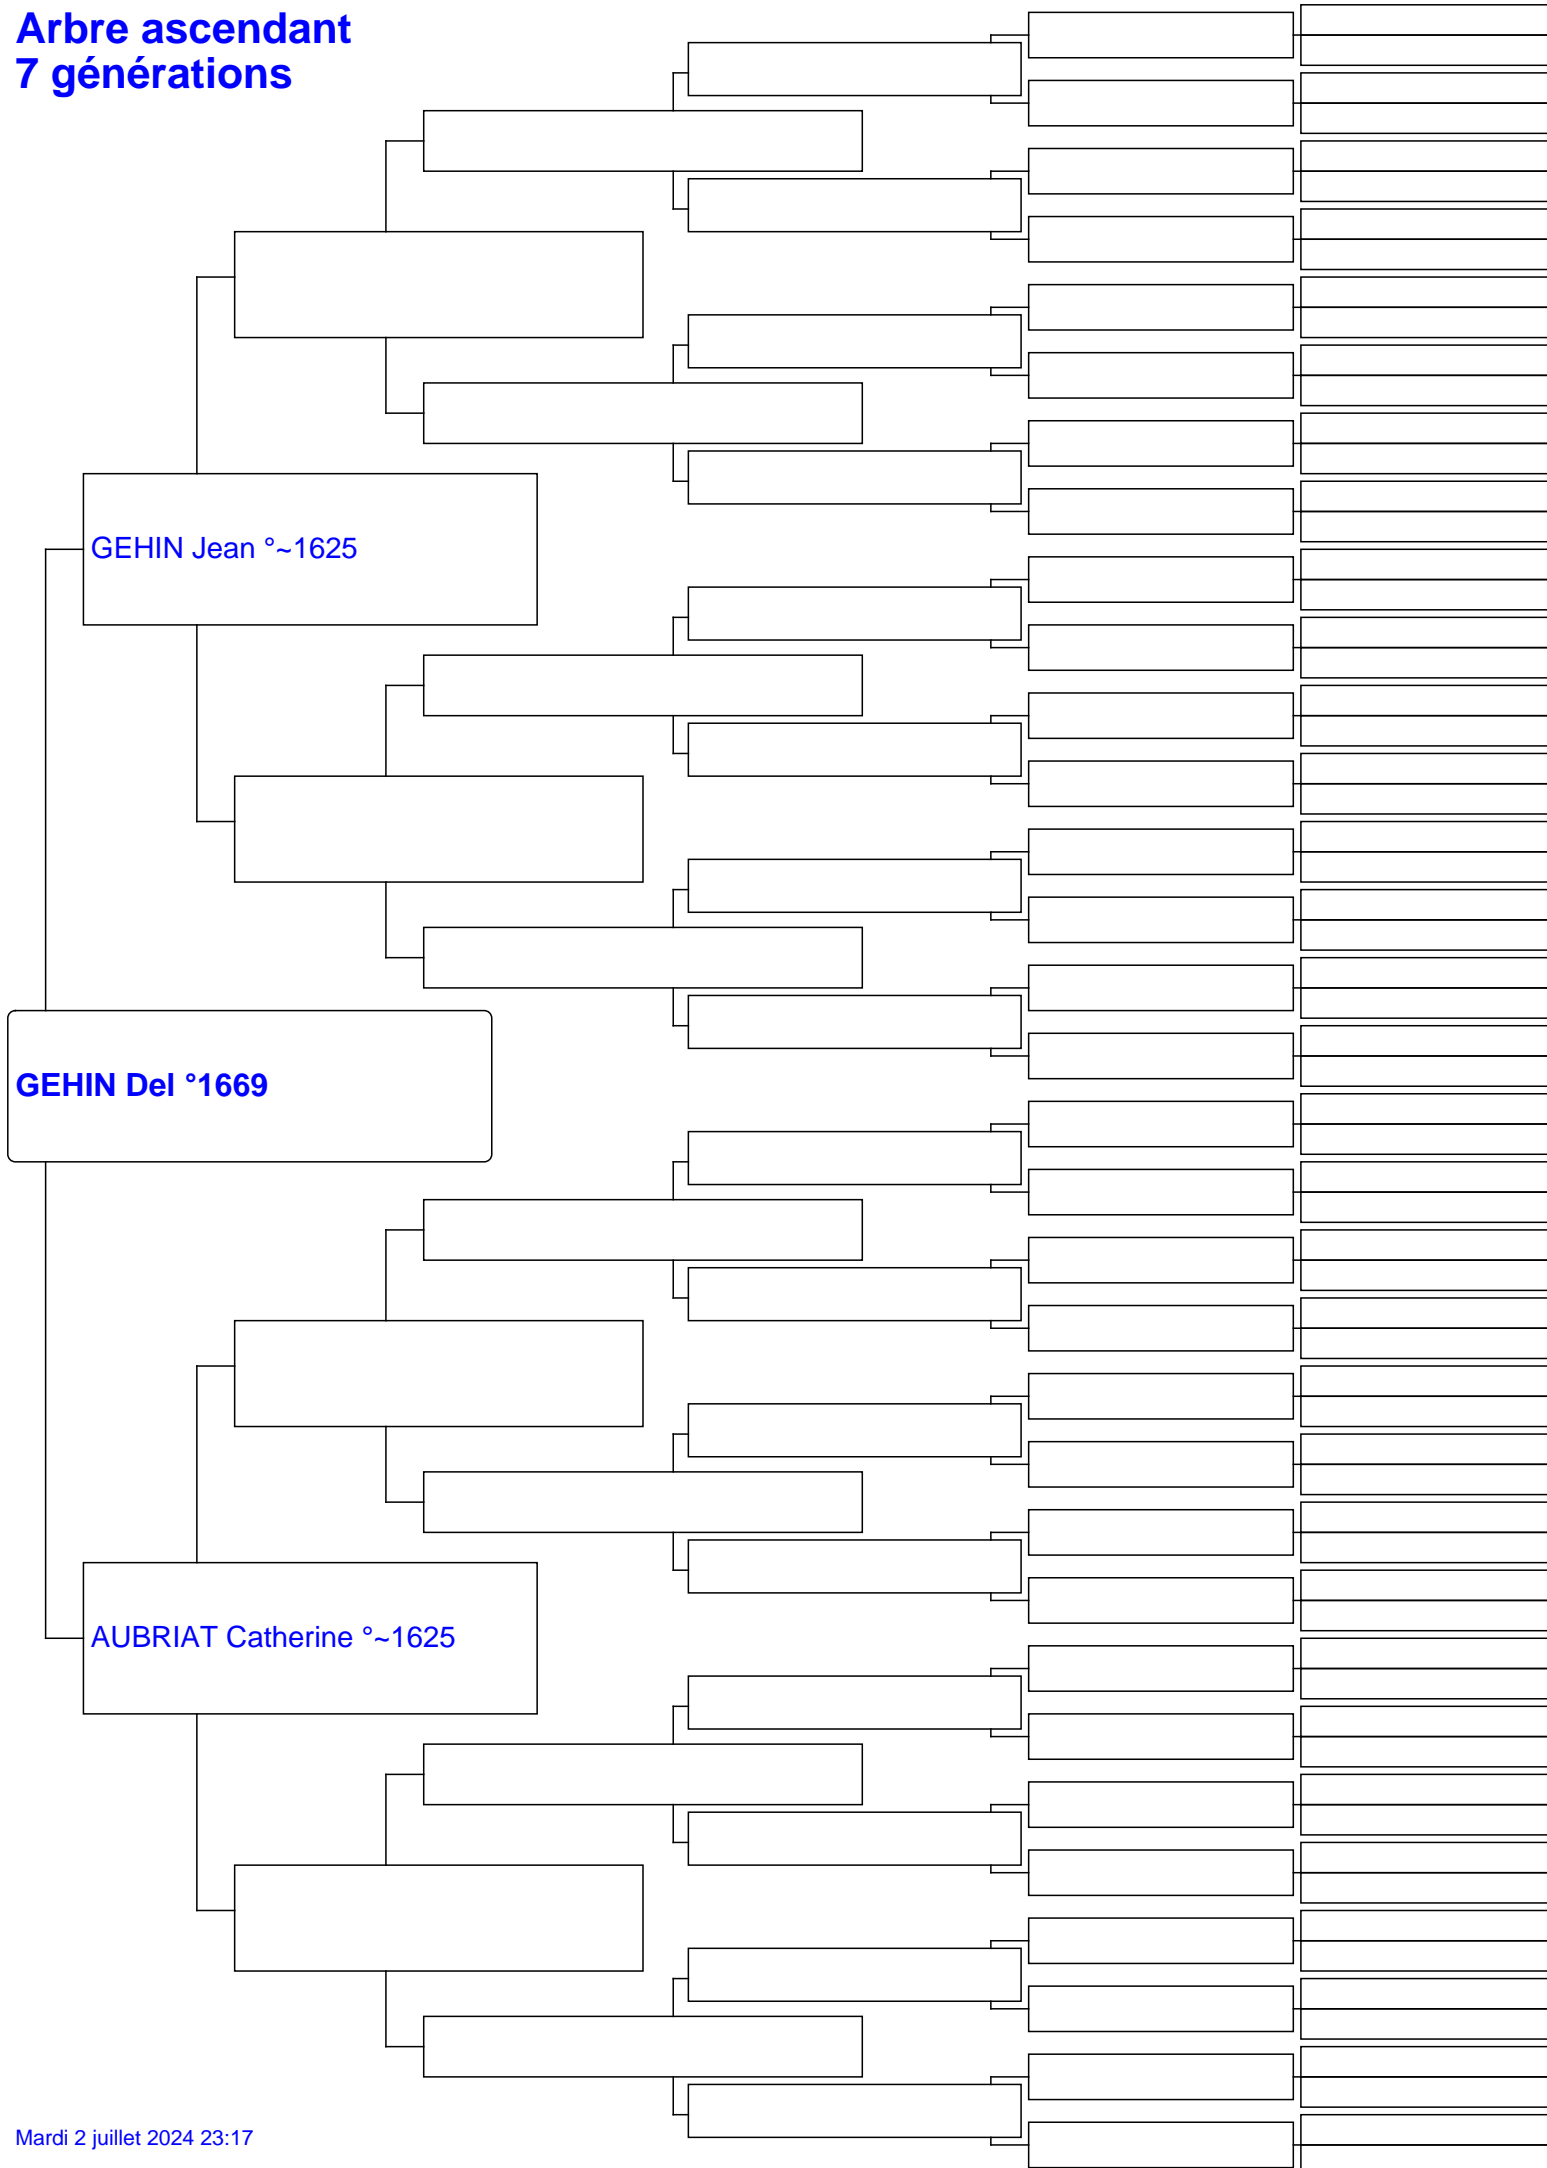 Arbre ascendant
7 générations
GEHIN Jean °~1625
GEHIN Del °1669
AUBRIAT Catherine °~1625
Mardi 2 juillet 2024 23:17